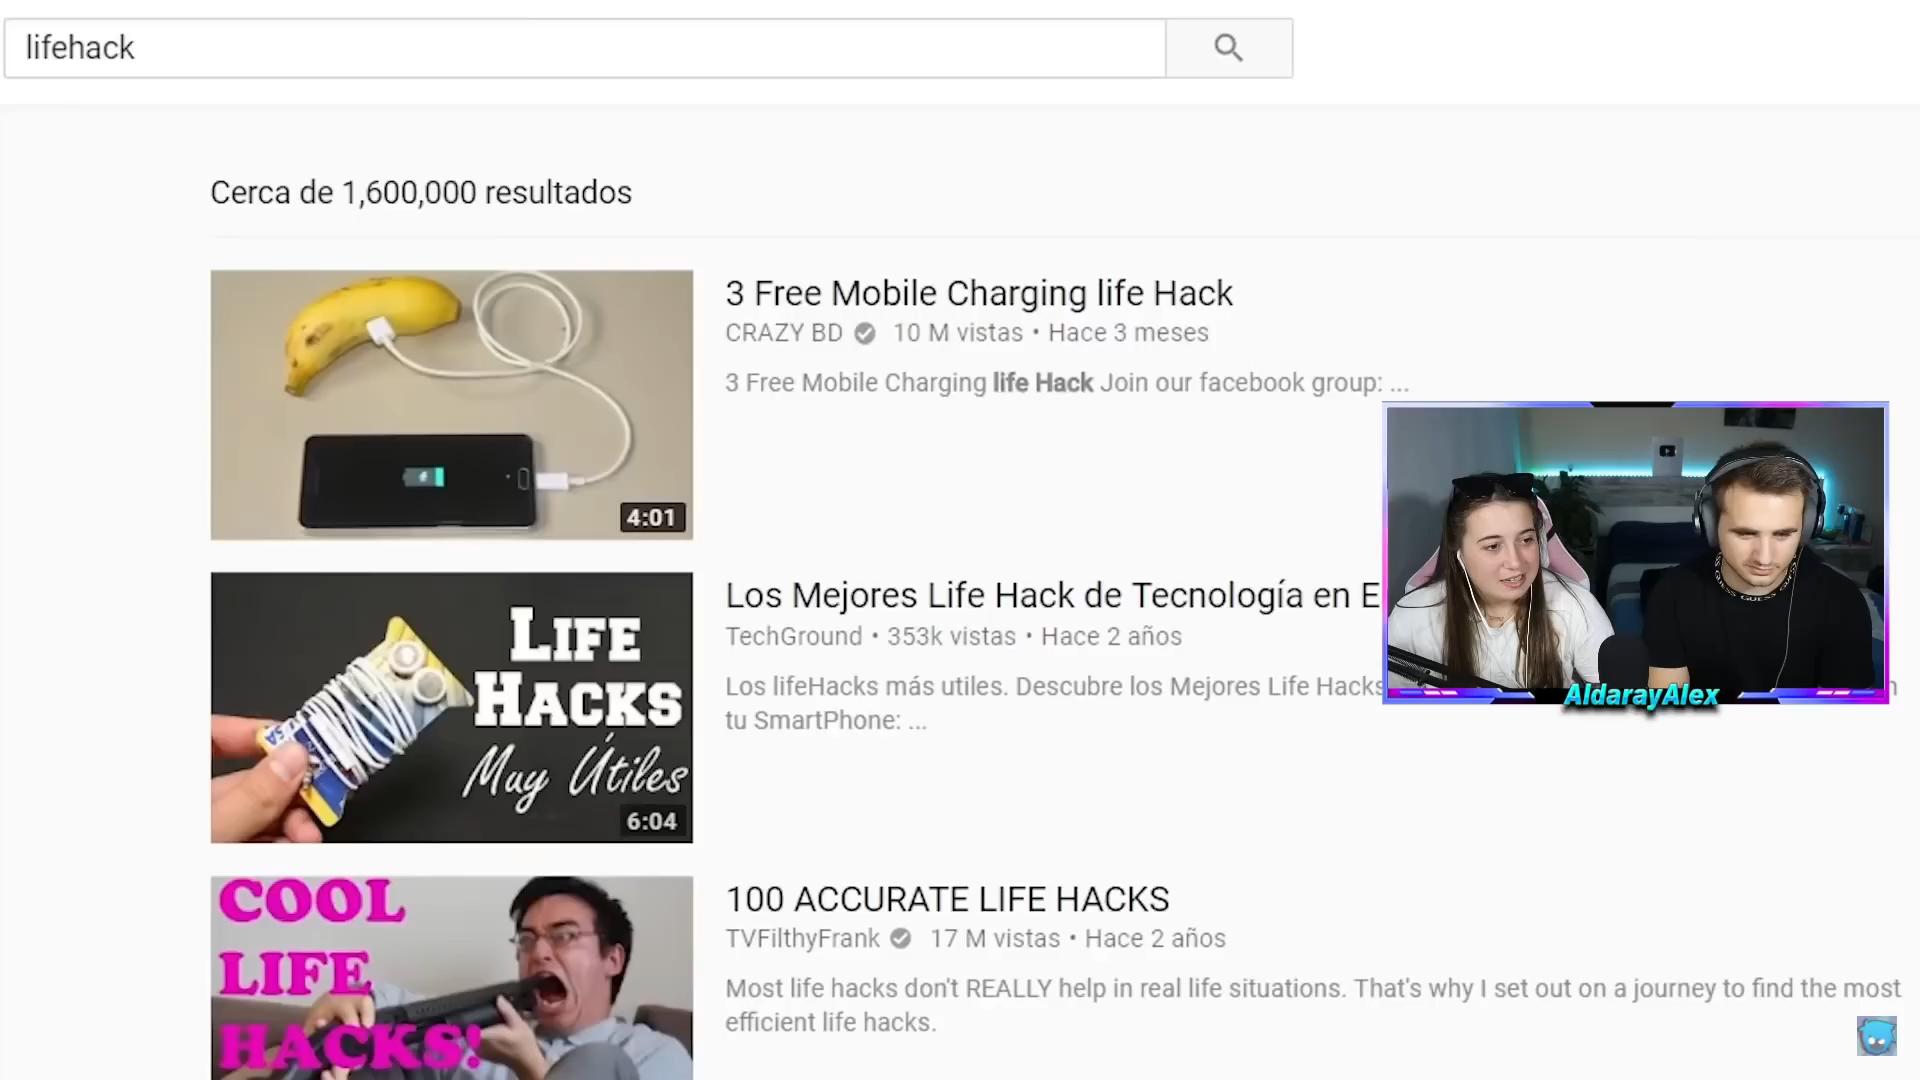 lifehack
Cerca de 1,600,000 resultados
3 Free Mobile Charging life Hack
CRAZY BD 10 M vistas • Hace 3 meses
3 Free Mobile Charging life Hack Join our facebook group: ...
4:01
LIFE
HACKS
Muy Útiles
6:04
Los Mejores Life Hack de Tecnología en E
TechGround • 353k vistas • Hace 2 años
Los lifeHacks más utiles. Descubre los Mejores Life Hacks
tu SmartPhone: ...
GUESS
AldarayAlex
COOL
LIFE
HACKS!
100 ACCURATE LIFE HACKS
TVFilthyFrank 17 M vistas • Hace 2 años
Most life hacks don't REALLY help in real life situations. That's why I set out on a journey to find the most
efficient life hacks.